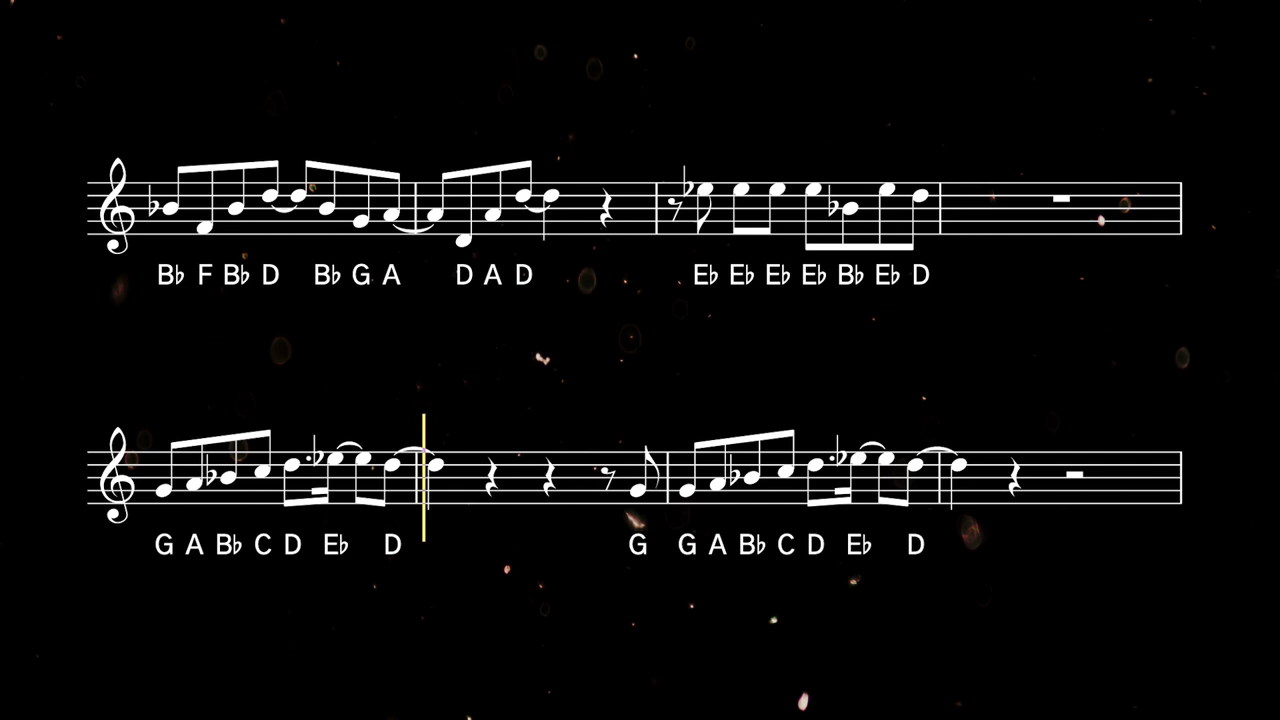 B♭ F B♭ D B♭ G A D A D E♭ E♭ E♭ E♭ B♭ E♭ D
G A B♭ C D E♭ D G G A B♭ C D E♭ D